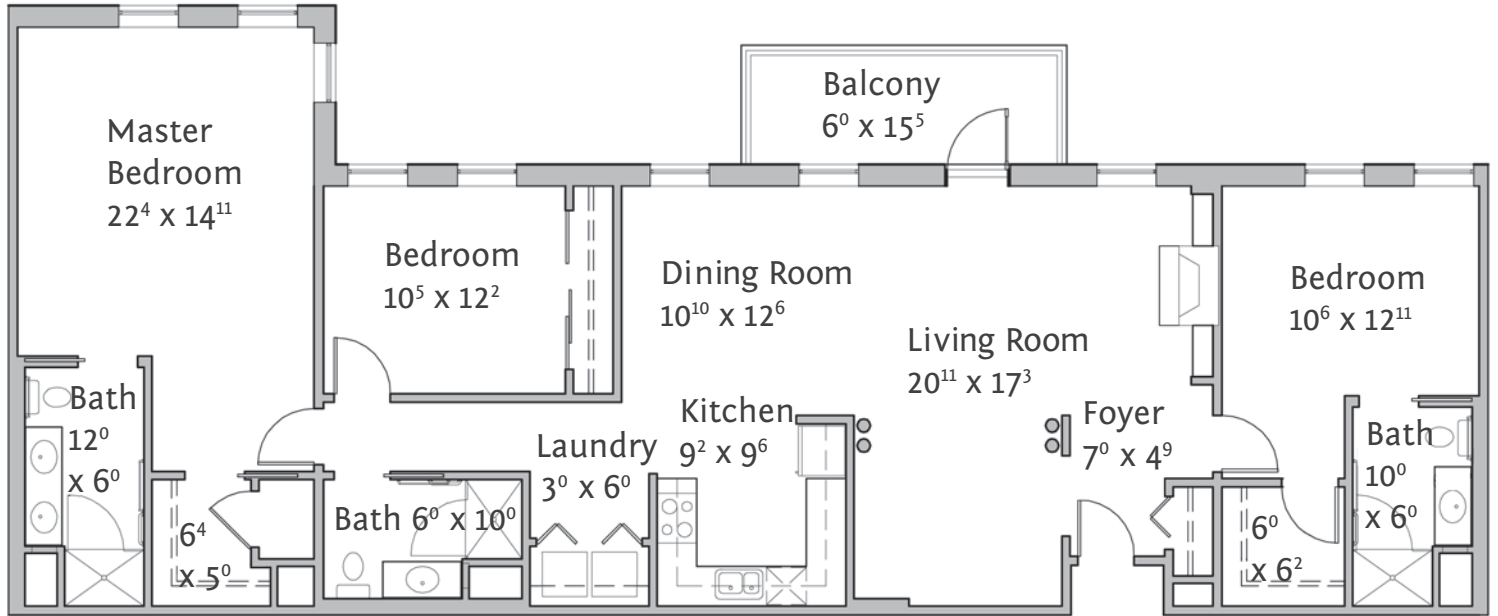 Master
Bedroom
22⁴ x 14¹¹
Balcony
6⁰ x 15⁵
Bedroom
10⁵ x 12²
Dining Room
10¹⁰ x 12⁶
Living Room
20¹¹ x 17³
Bedroom
10⁶ x 12¹¹
Bath
12⁰
x 6⁰
6⁴
x 5⁰
Bath 6⁰ x 10⁰
Laundry
3⁰ x 6⁰
Kitchen
9² x 9⁶
Foyer
7⁰ x 4⁹
6⁰
x 6²
Bath
10⁰
x 6⁰